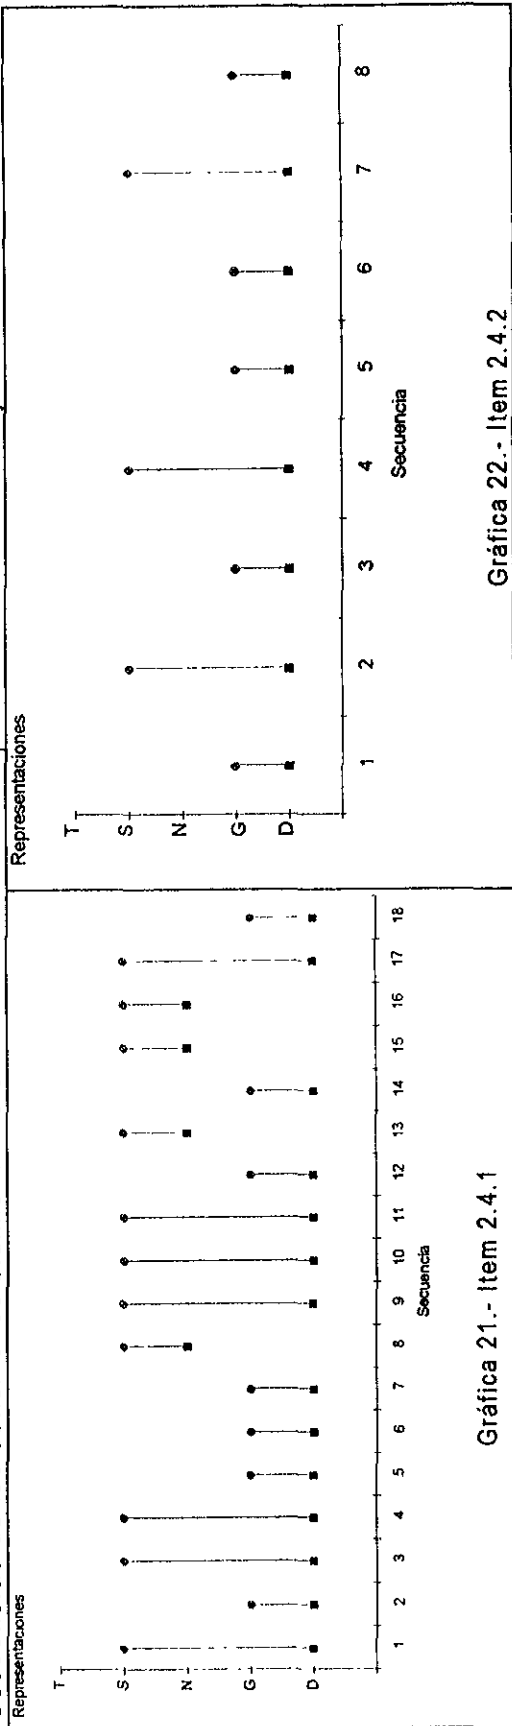 Representaciones
T
S
N
G
D
1 2 3 4 5 6 7 8 9 10 11 12 13 14 15 16 17 18
Secuencia
Gráfica 21.- Item 2.4.1
Representaciones
T
S
N
G
D
1 2 3 4 5 6 7 8
Secuencia
Gráfica 22.- Item 2.4.2